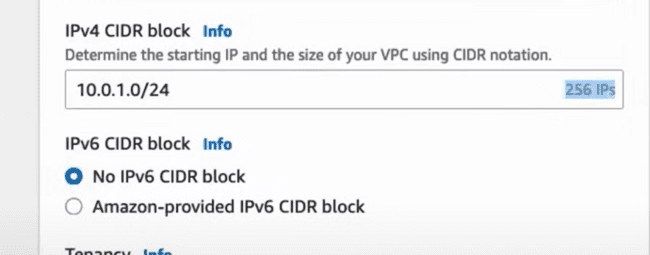 IPv4 CIDR block Info
Determine the starting IP and the size of your VPC using CIDR notation.
10.0.1.0/24 256 IPs
IPv6 CIDR block Info
No IPv6 CIDR block
Amazon-provided IPv6 CIDR block
Tenancy Info